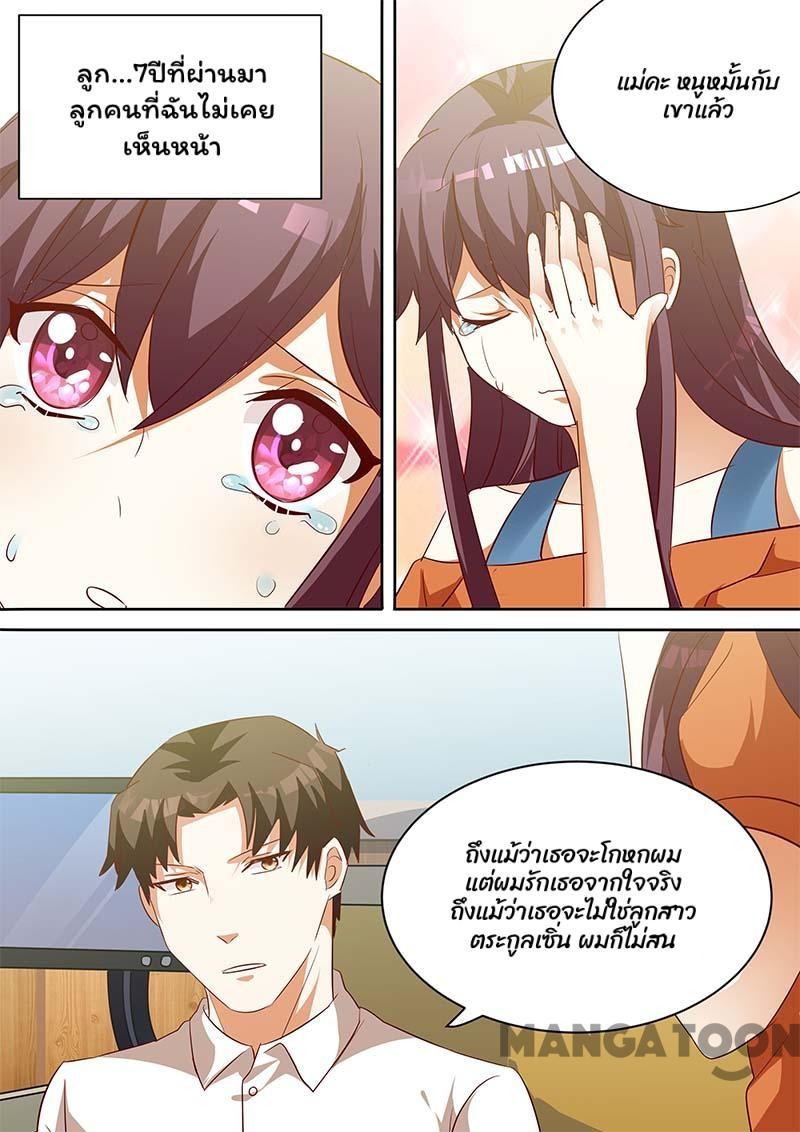 ลูก...7ปีที่ผ่านมา
ลูกคนที่ฉันไม่เคย
เห็นหน้า
แม่คะ หนูหมั้นกับ
เขาแล้ว
ถึงแม้ว่าเธอจะโกหกผม
แต่ผมรักเธอจากใจจริง
ถึงแม้ว่าเธอจะไม่ใช่ลูกสาว
ตระกูลเซิ่น ผมก็ไม่สน
MANGATOON